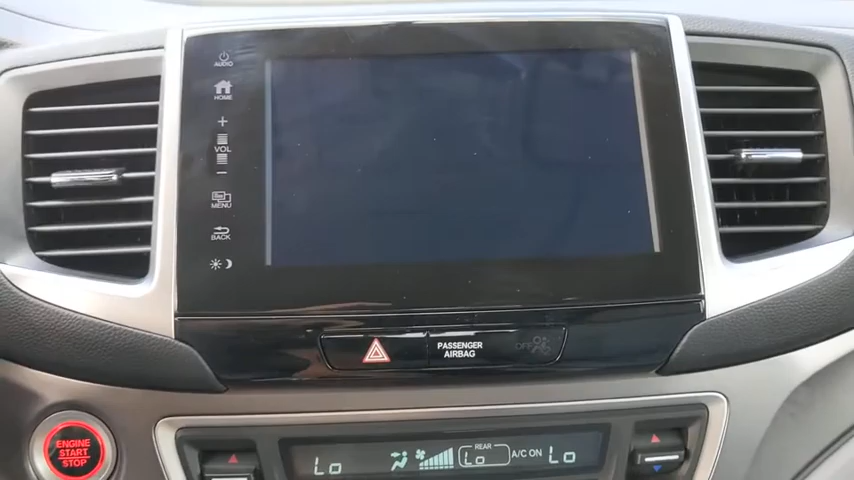 AUDIO
HOME
+
VOL
-
MENU
BACK
PASSENGER
AIRBAG
OFF
ENGINE
START
STOP
REAR
Lo Lo A/C ON Lo